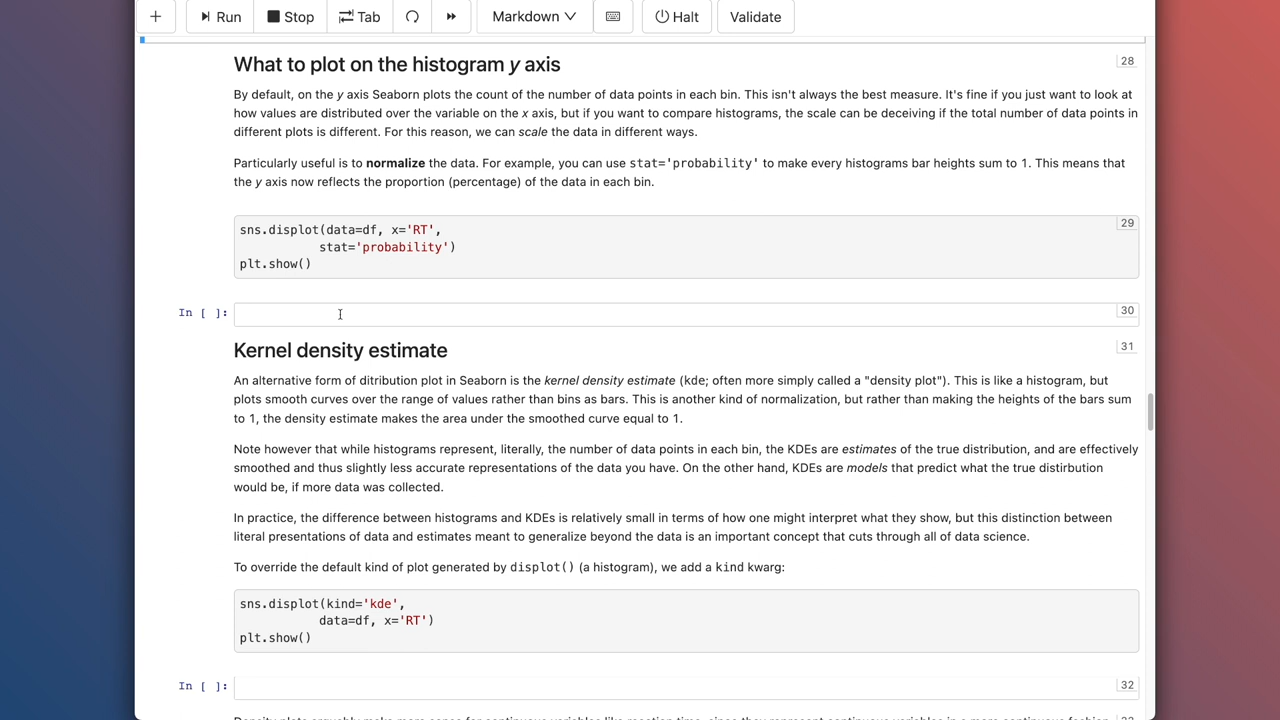 Run Stop Tab Markdown Halt Validate
What to plot on the histogram y axis
28
By default, on the y axis Seaborn plots the count of the number of data points in each bin. This isn't always the best measure. It's fine if you just want to look at
how values are distributed over the variable on the x axis, but if you want to compare histograms, the scale can be deceiving if the total number of data points in
different plots is different. For this reason, we can scale the data in different ways.
Particularly useful is to normalize the data. For example, you can use stat='probability' to make every histograms bar heights sum to 1. This means that
the y axis now reflects the proportion (percentage) of the data in each bin.
29
sns.displot(data=df, x='RT',
stat='probability')
plt.show()
In [ ]:
30
Kernel density estimate
31
An alternative form of ditribution plot in Seaborn is the kernel density estimate (kde; often more simply called a "density plot"). This is like a histogram, but
plots smooth curves over the range of values rather than bins as bars. This is another kind of normalization, but rather than making the heights of the bars sum
to 1, the density estimate makes the area under the smoothed curve equal to 1.
Note however that while histograms represent, literally, the number of data points in each bin, the KDEs are estimates of the true distribution, and are effectively
smoothed and thus slightly less accurate representations of the data you have. On the other hand, KDEs are models that predict what the true distirbution
would be, if more data was collected.
In practice, the difference between histograms and KDEs is relatively small in terms of how one might interpret what they show, but this distinction between
literal presentations of data and estimates meant to generalize beyond the data is an important concept that cuts through all of data science.
To override the default kind of plot generated by displot() (a histogram), we add a kind kwarg:
sns.displot(kind='kde',
data=df, x='RT')
plt.show()
In [ ]:
32